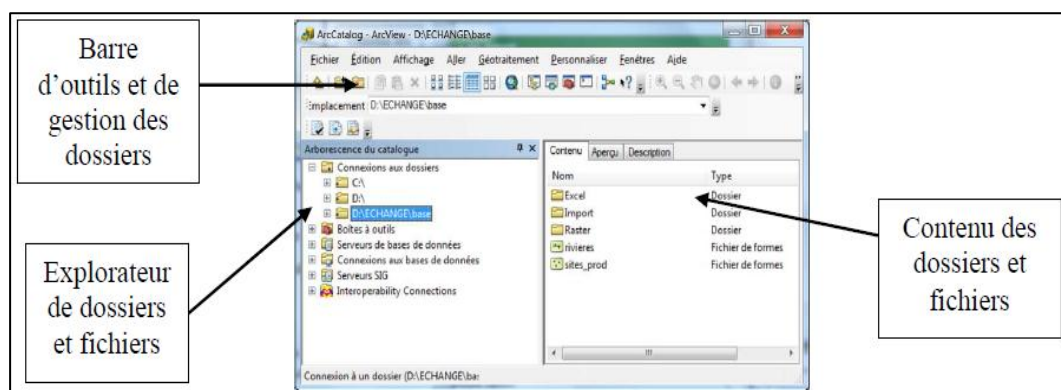 Barre
d'outils et de
gestion des
dossiers
Explorateur
de dossiers
et fichiers
ArcCatalog - ArcView - D:\ECHANGE\base
Fichier Édition Affichage Aller Géotraitement Personnaliser Fenêtres Aide
Emplacement D:\ECHANGE\base
Arborescence du catalogue
Connexions aux dossiers
C:\
D:\
D:\ECHANGE\base
Boîtes à outils
Serveurs de bases de données
Connexions aux bases de données
Serveurs SIG
Interoperability Connections
Contenu Aperçu Description
Nom Type
Excel Dossier
Import Dossier
Raster Dossier
rivieres Fichier de formes
sites_prod Fichier de formes
Connexion à un dossier (D:\ECHANGE\ba
Contenu des
dossiers et
fichiers